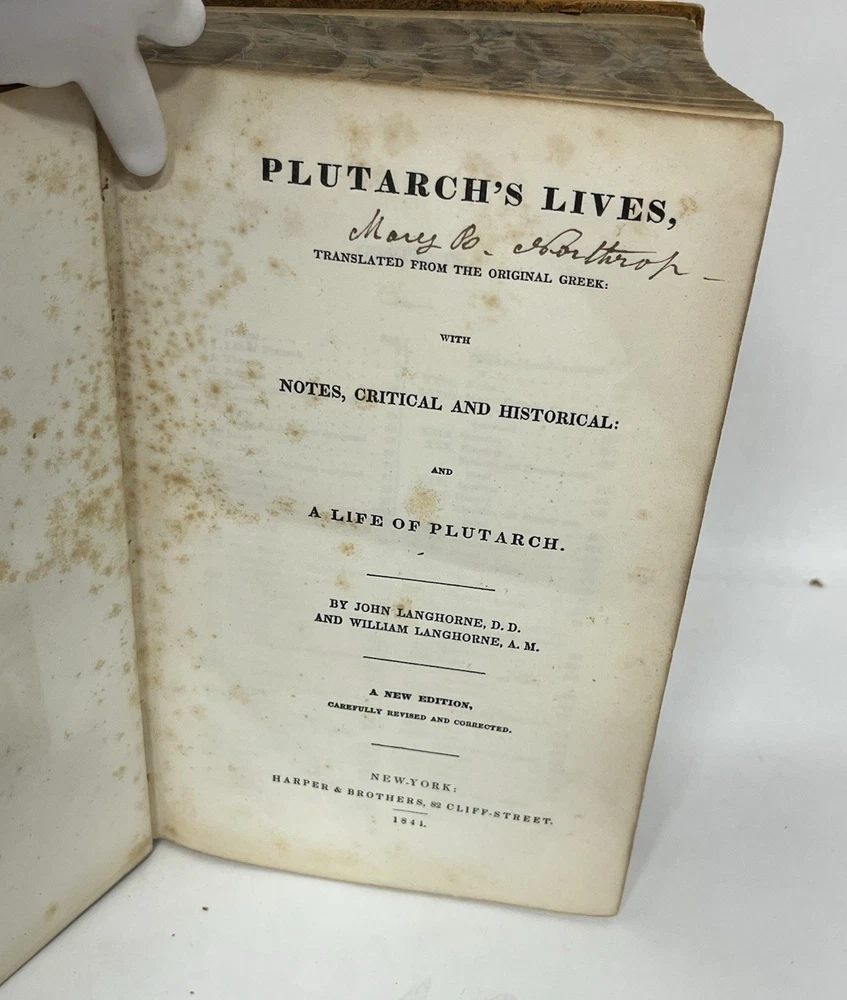 PLUTARCH'S LIVES,
Mary B. Northrop
TRANSLATED FROM THE ORIGINAL GREEK:
WITH
NOTES, CRITICAL AND HISTORICAL:
AND
A LIFE OF PLUTARCH.
BY JOHN LANGHORNE, D. D.
AND WILLIAM LANGHORNE, A. M.
A NEW EDITION,
CAREFULLY REVISED AND CORRECTED.
NEW-YORK:
HARPER & BROTHERS, 82 CLIFF-STREET.
1841.